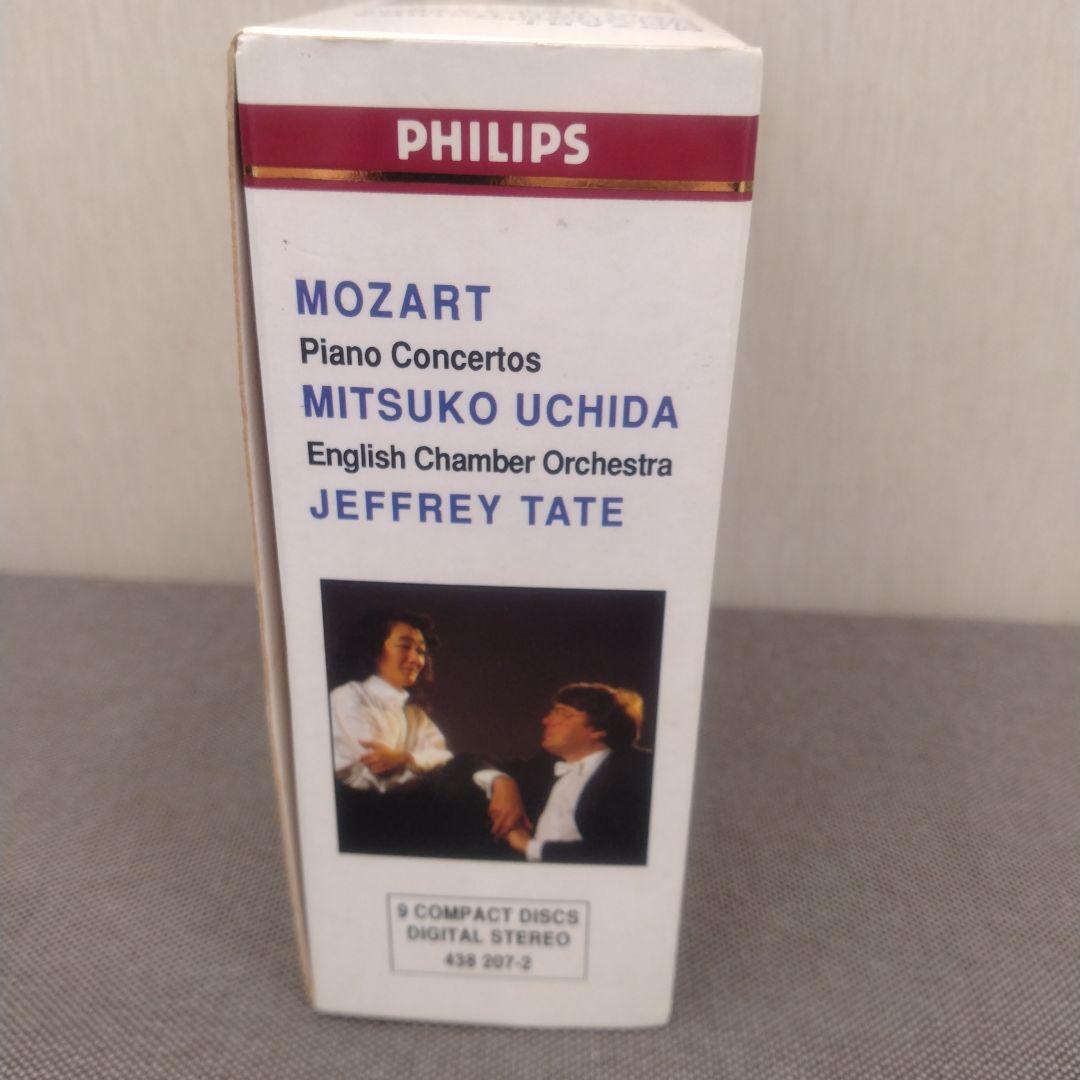 PHILIPS
MOZART
Piano Concertos
MITSUKO UCHIDA
English Chamber Orchestra
JEFFREY TATE
9 COMPACT DISCS
DIGITAL STEREO
438 207-2